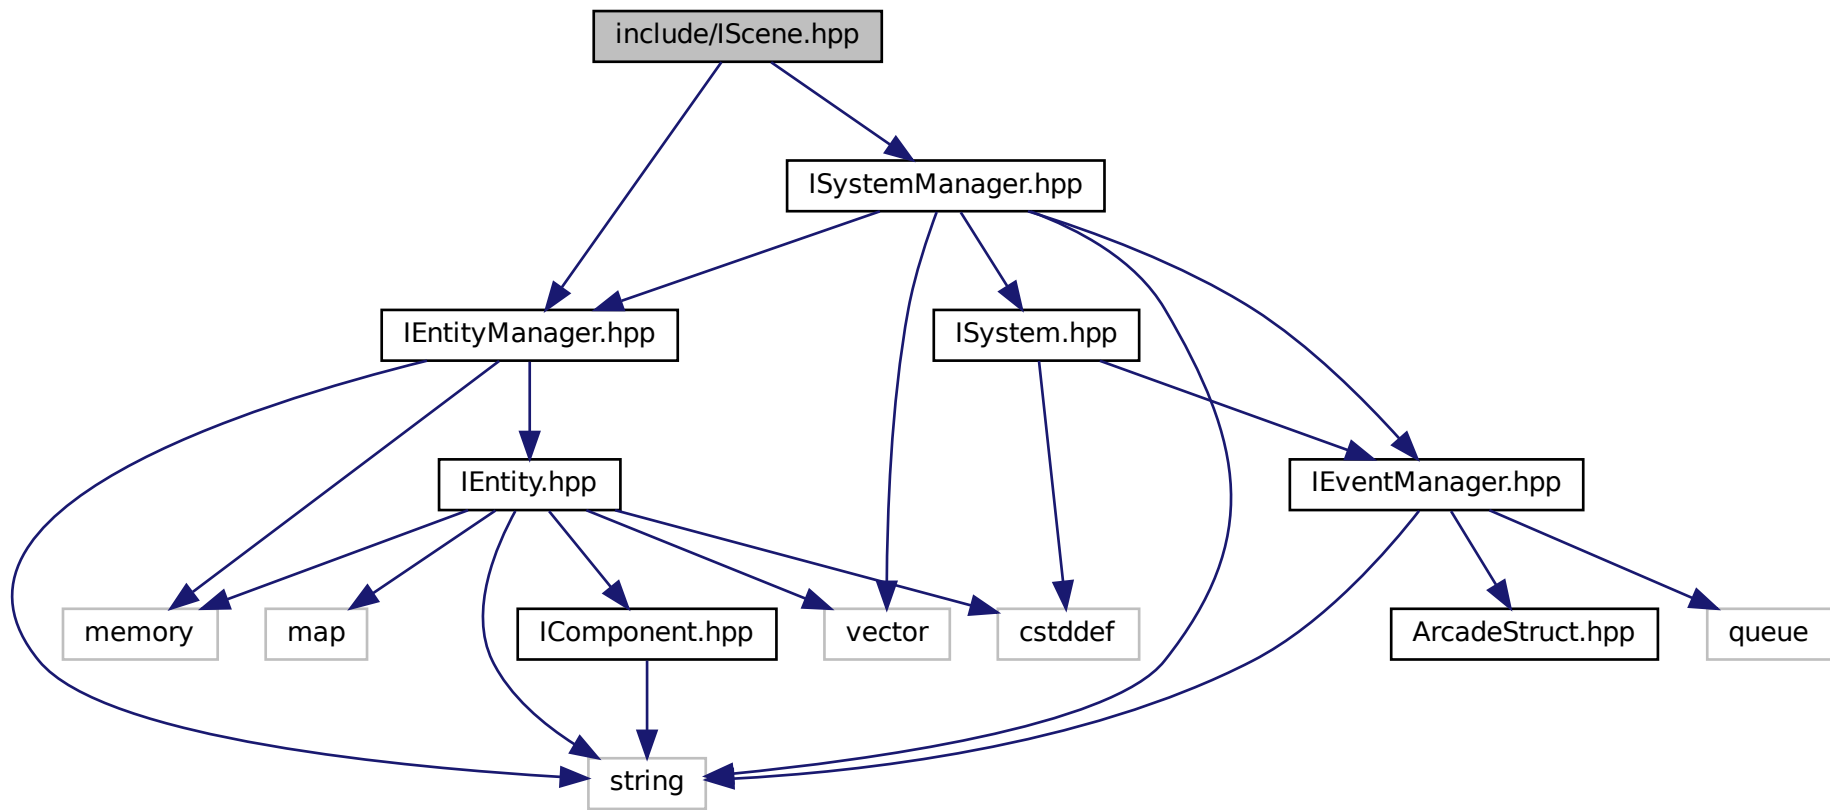 include/IScene.hpp
ISystemManager.hpp
IEntityManager.hpp
ISystem.hpp
IEntity.hpp
IEventManager.hpp
memory
map
IComponent.hpp
vector
cstddef
ArcadeStruct.hpp
queue
string